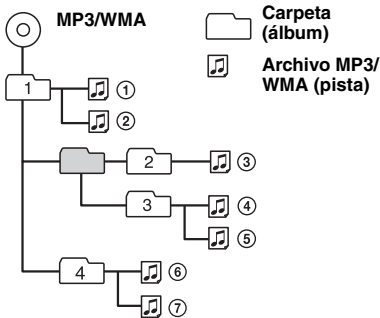 MP3/WMA
Carpeta
(álbum)
Archivo MP3/
WMA (pista)
1
①
②
2
③
3
④
⑤
4
⑥
⑦